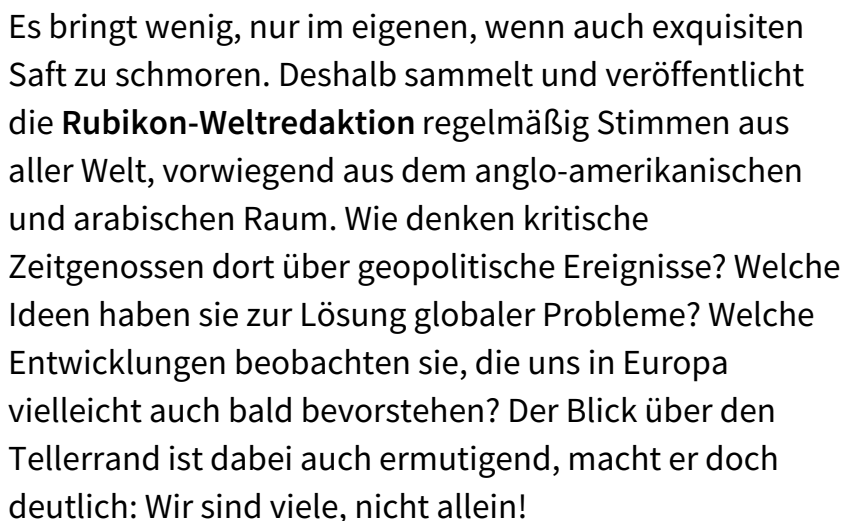 Es bringt wenig, nur im eigenen, wenn auch exquisiten
Saft zu schmoren. Deshalb sammelt und veröffentlicht
die Rubikon-Weltredaktion regelmäßig Stimmen aus
aller Welt, vorwiegend aus dem anglo-amerikanischen
und arabischen Raum. Wie denken kritische
Zeitgenossen dort über geopolitische Ereignisse? Welche
Ideen haben sie zur Lösung globaler Probleme? Welche
Entwicklungen beobachten sie, die uns in Europa
vielleicht auch bald bevorstehen? Der Blick über den
Tellerrand ist dabei auch ermutigend, macht er doch
deutlich: Wir sind viele, nicht allein!